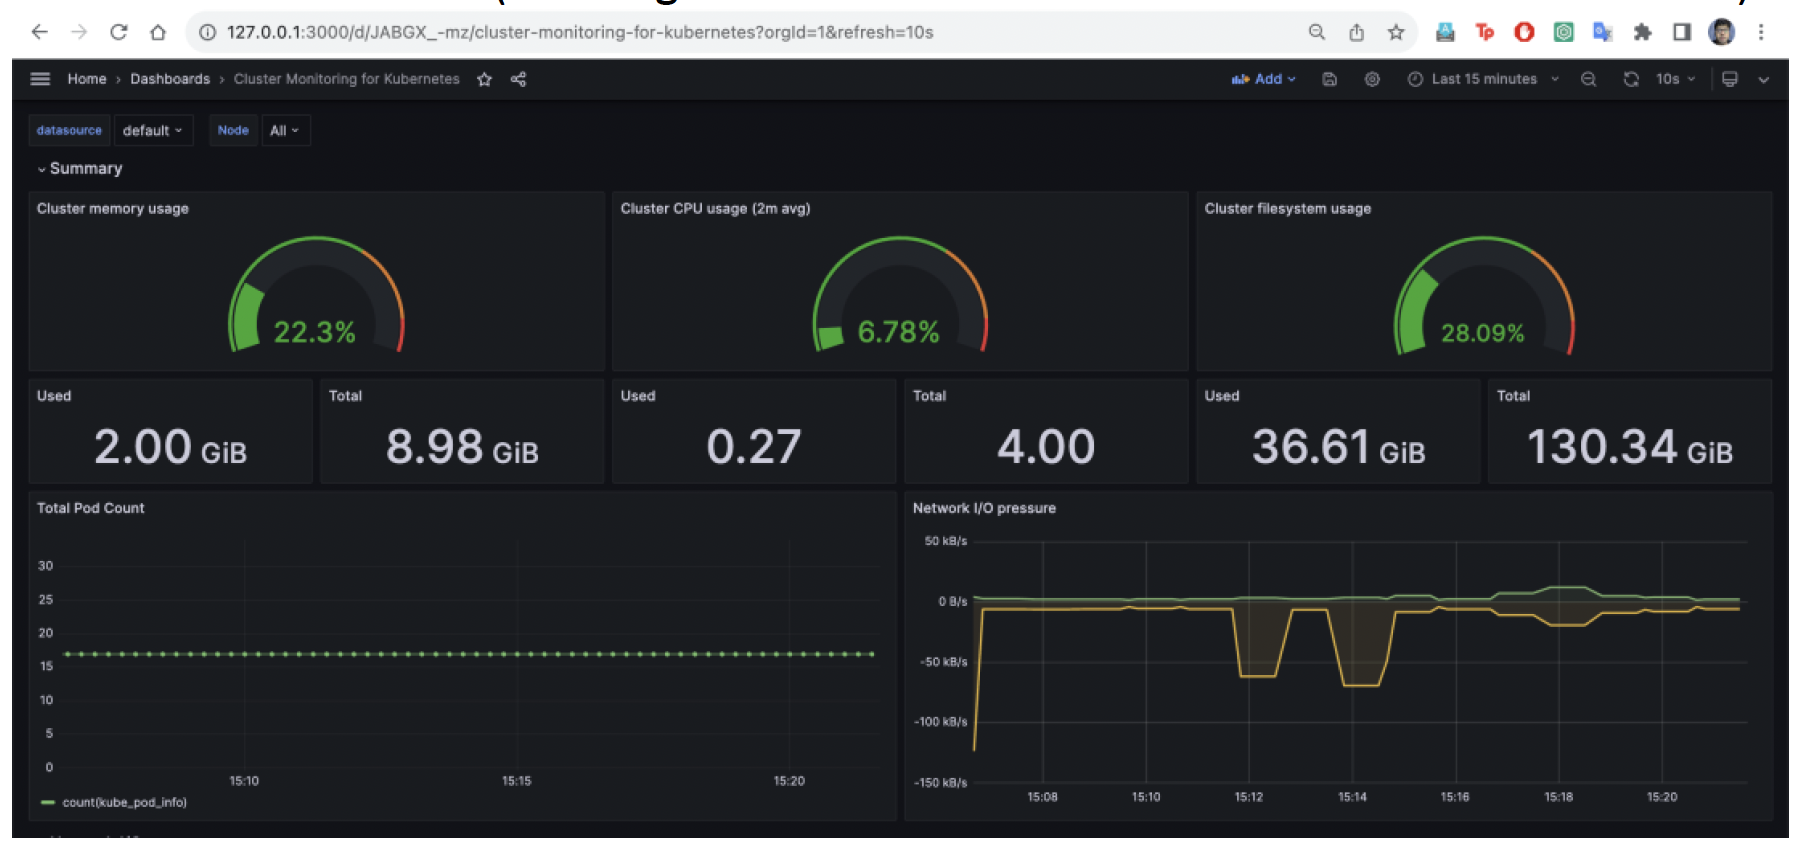 127.0.0.1:3000/d/JABGX_-mz/cluster-monitoring-for-kubernetes?orgId=1&refresh=10s
Tp
Home › Dashboards › Cluster Monitoring for Kubernetes
Add
Last 15 minutes
10s
datasource default Node All
Summary
Cluster memory usage
Cluster CPU usage (2m avg)
Cluster filesystem usage
22.3%
6.78%
28.09%
Used Total Used Total Used Total
2.00 GiB 8.98 GiB 0.27 4.00 36.61 GiB 130.34 GiB
Total Pod Count
30
25
20
15
10
5
0
15:10 15:15 15:20
count(kube_pod_info)
Network I/O pressure
50 kB/s
0 B/s
-50 kB/s
-100 kB/s
-150 kB/s
15:08 15:10 15:12 15:14 15:16 15:18 15:20